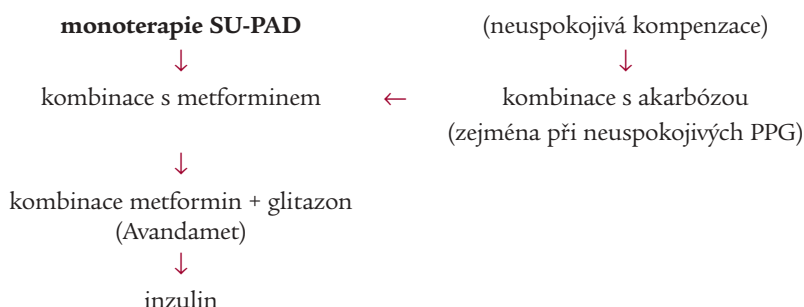 monoterapie SU-PAD (neuspokojivá kompenzace)
↓ ↓
kombinace s metforminem ← kombinace s akarbózou
(zejména při neuspokojivých PPG)
↓
kombinace metformin + glitazon
(Avandamet)
↓
inzulin